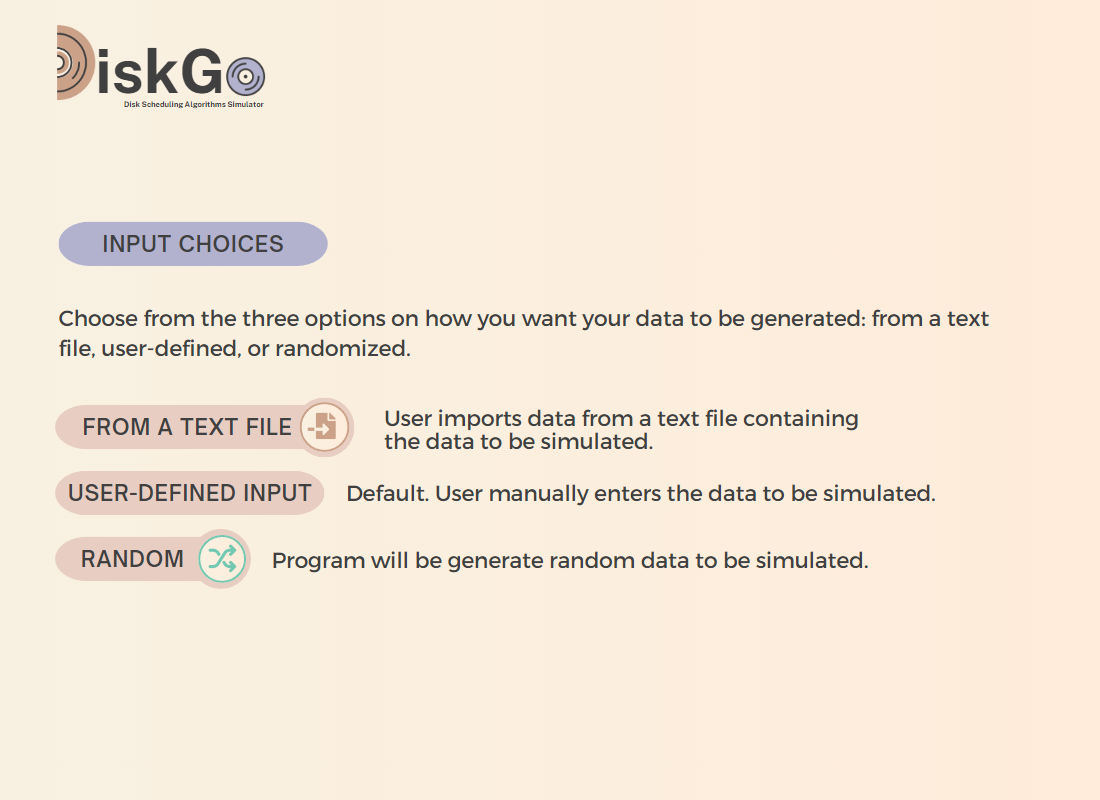 DiskGo
Disk Scheduling Algorithms Simulator
INPUT CHOICES
Choose from the three options on how you want your data to be generated: from a text
file, user-defined, or randomized.
FROM A TEXT FILE
User imports data from a text file containing
the data to be simulated.
USER-DEFINED INPUT
Default. User manually enters the data to be simulated.
RANDOM
Program will be generate random data to be simulated.